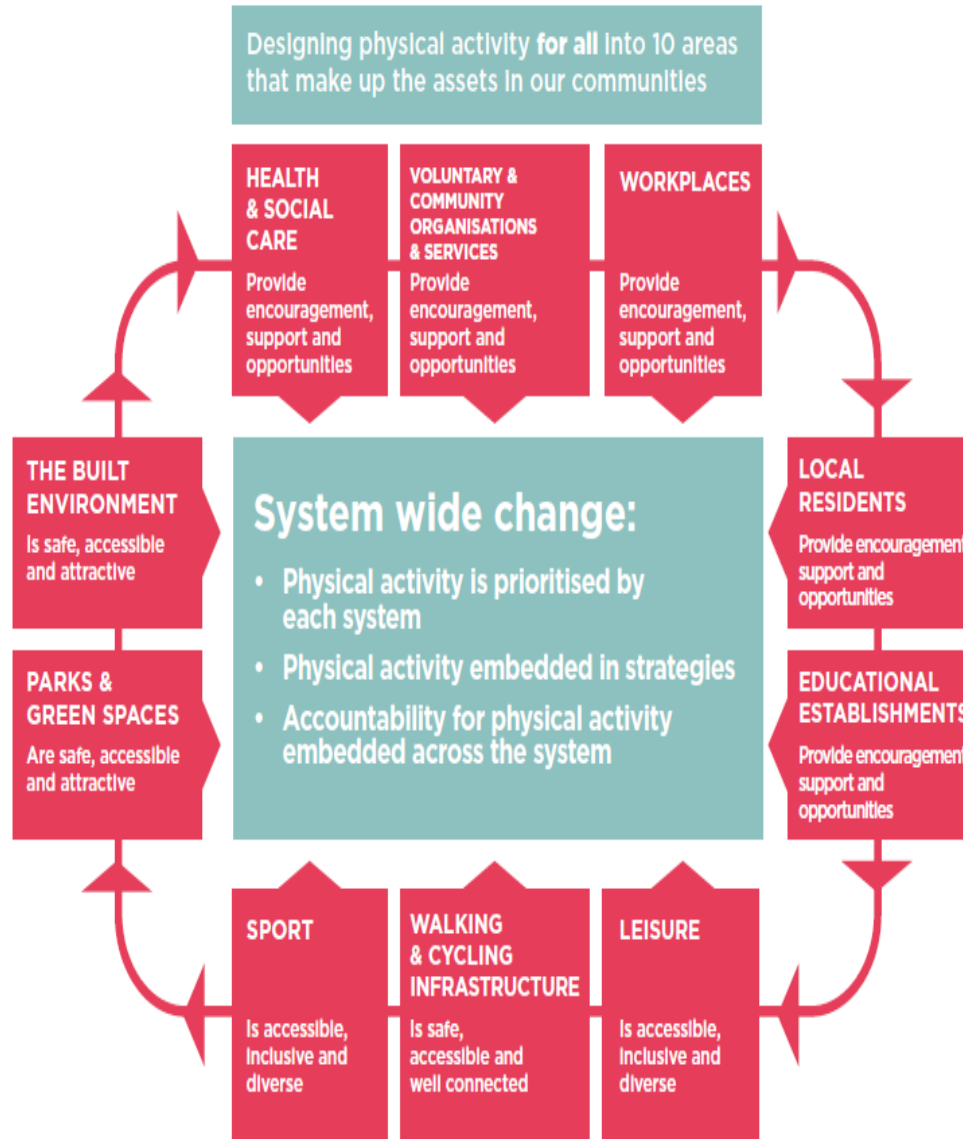 Designing physical activity for all into 10 areas
that make up the assets in our communities
HEALTH
& SOCIAL
CARE
Provide
encouragement,
support and
opportunities
VOLUNTARY &
COMMUNITY
ORGANISATIONS
& SERVICES
Provide
encouragement,
support and
opportunities
WORKPLACES
Provide
encouragement,
support and
opportunities
THE BUILT
ENVIRONMENT
Is safe, accessible
and attractive
System wide change:
• Physical activity is prioritised by
each system
• Physical activity embedded in strategies
• Accountability for physical activity
embedded across the system
LOCAL
RESIDENTS
Provide encouragement,
support and
opportunities
PARKS &
GREEN SPACES
Are safe, accessible
and attractive
EDUCATIONAL
ESTABLISHMENTS
Provide encouragement,
support and
opportunities
SPORT
Is accessible,
inclusive and
diverse
WALKING
& CYCLING
INFRASTRUCTURE
Is safe,
accessible and
well connected
LEISURE
Is accessible,
inclusive and
diverse